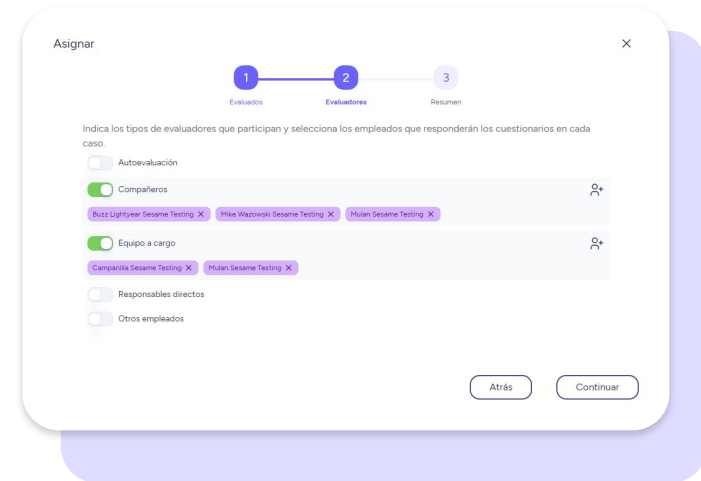 Asignar
1 2 3
Evaluados Evaluadores Resumen
Indica los tipos de evaluadores que participan y selecciona los empleados que responderán los cuestionarios en cada
caso.
Autoevaluación
Compañeros
Buzz Lightyear Sesame Testing Mike Wazowski Sesame Testing Mulan Sesame Testing
Equipo a cargo
Campanilla Sesame Testing Mulan Sesame Testing
Responsables directos
Otros empleados
Atrás Continuar